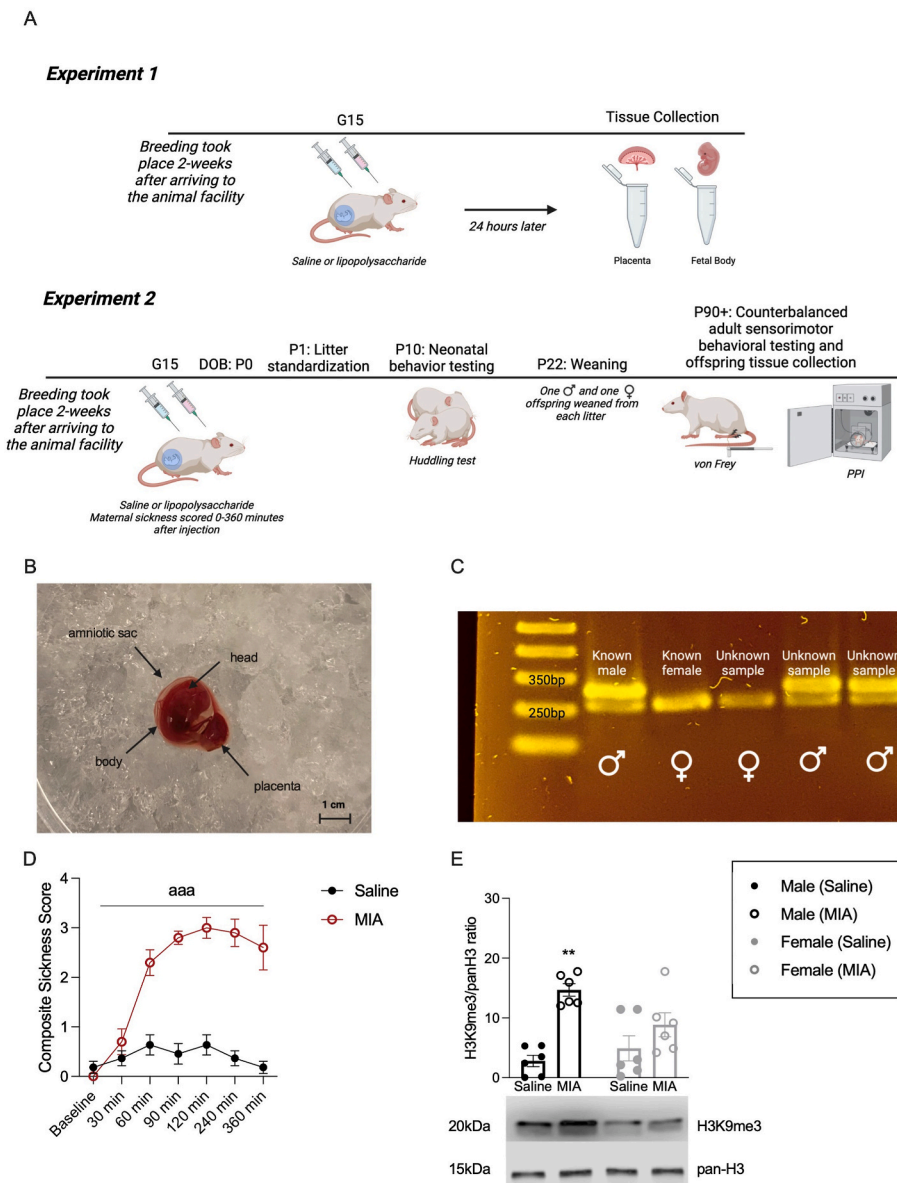 A
Experiment 1
G15
Tissue Collection
Breeding took
place 2-weeks
after arriving to
the animal facility
24 hours later
Saline or lipopolysaccharide
Placenta
Fetal Body
Experiment 2
P90+: Counterbalanced
adult sensorimotor
behavioral testing and
offspring tissue collection
G15
DOB: P0
P1: Litter
standardization
P10: Neonatal
behavior testing
P22: Weaning
Breeding took
place 2-weeks
after arriving to
the animal facility
One ♂ and one ♀
offspring weaned from
each litter
Huddling test
von Frey
PPI
Saline or lipopolysaccharide
Maternal sickness scored 0-360 minutes
after injection
B
amniotic sac
head
body
placenta
1 cm
C
Known
male
Known
female
Unknown
sample
Unknown
sample
Unknown
sample
350bp
250bp
♂ ♀ ♀ ♂ ♂
D
aaa
Composite Sickness Score
4
3
2
1
0
Baseline
30 min
60 min
90 min
120 min
240 min
360 min
Saline
MIA
E
H3K9me3/panH3 ratio
30
20
10
0
**
Saline MIA Saline MIA
20kDa
H3K9me3
15kDa
pan-H3
Male (Saline)
Male (MIA)
Female (Saline)
Female (MIA)